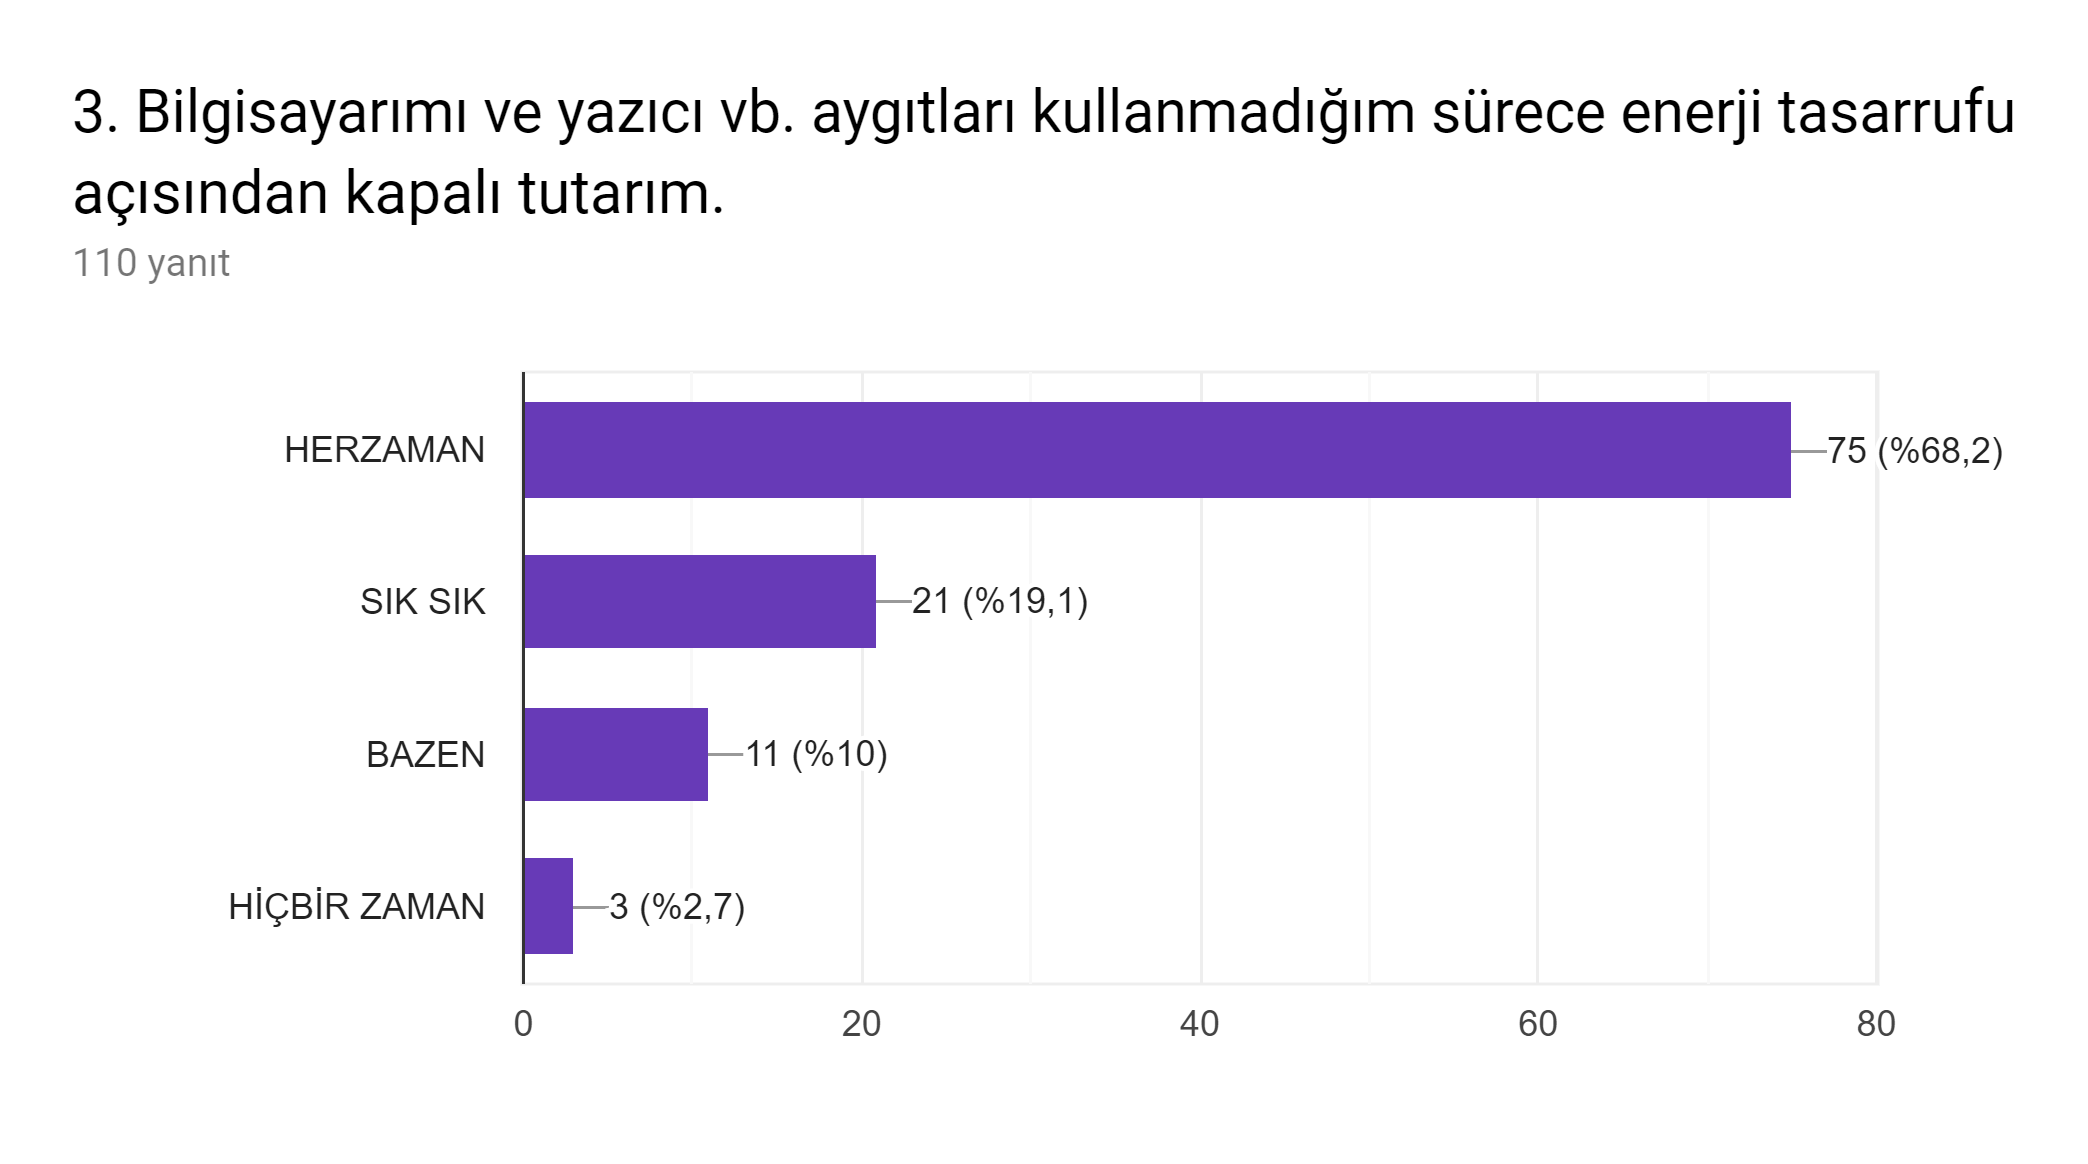 3. Bilgisayarımı ve yazıcı vb. aygıtları kullanmadığım sürece enerji tasarrufu
açısından kapalı tutarım.
110 yanıt
HERZAMAN
75 (%68,2)
SIK SIK
21 (%19,1)
BAZEN
11 (%10)
HİÇBİR ZAMAN
3 (%2,7)
0 20 40 60 80